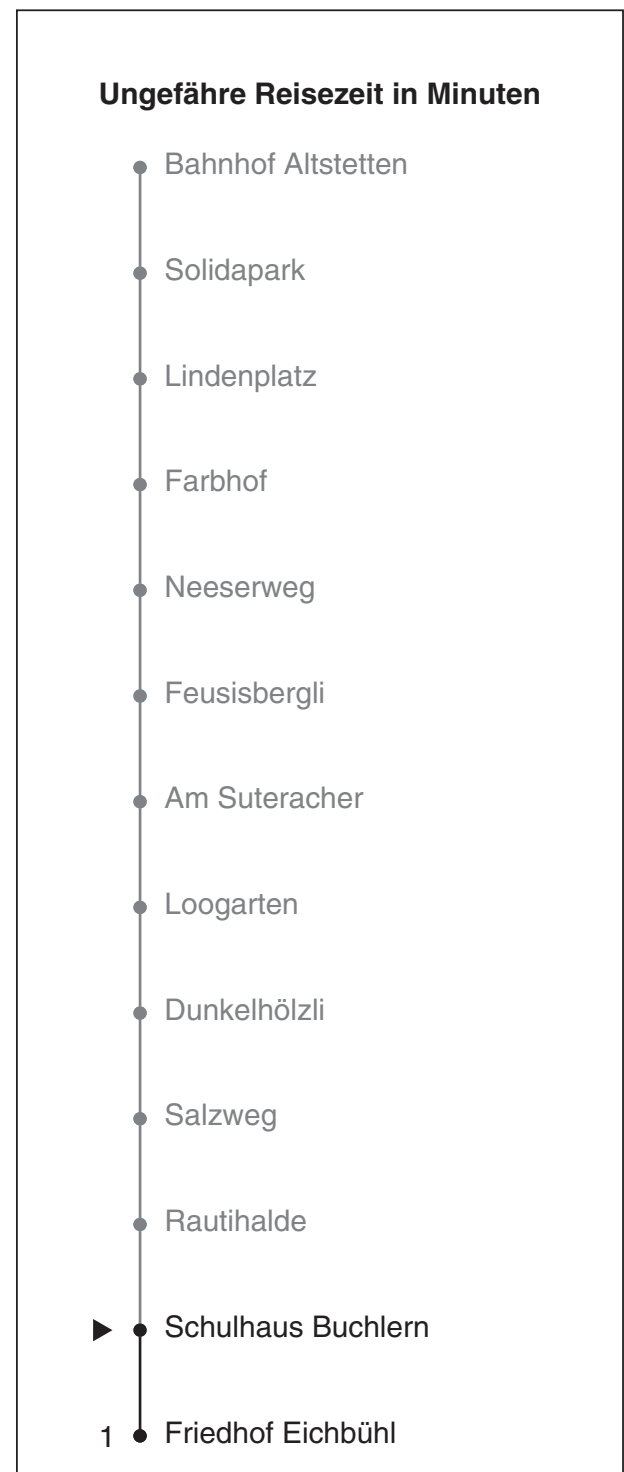 Ungefähre Reisezeit in Minuten
Bahnhof Altstetten
Solidapark
Lindenplatz
Farbhof
Neeserweg
Feusisbergli
Am Suteracher
Loogarten
Dunkelhölzli
Salzweg
Rautihalde
Schulhaus Buchlern
1 Friedhof Eichbühl